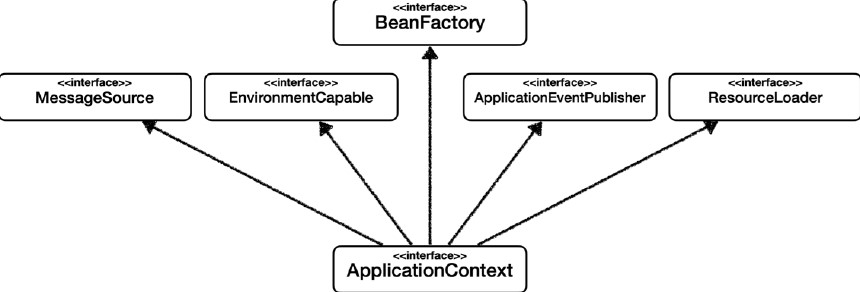 <<interface>>
BeanFactory
<<interface>>
MessageSource
<<interface>>
EnvironmentCapable
<<interface>>
ApplicationEventPublisher
<<interface>>
ResourceLoader
<<interface>>
ApplicationContext